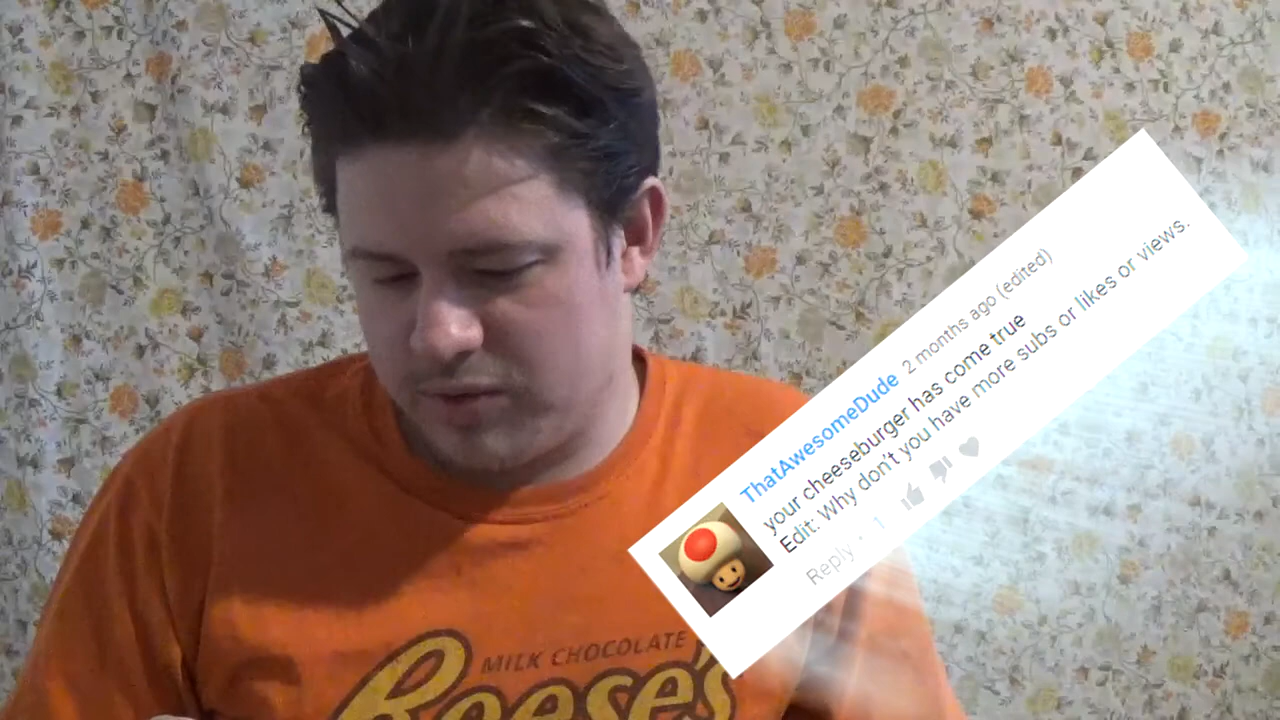 ThatAwesomeDude 2 months ago (edited)
your cheeseburger has come true
Edit: Why don't you have more subs or likes or views.
Reply • 1
MILK CHOCOLATE
Reese's